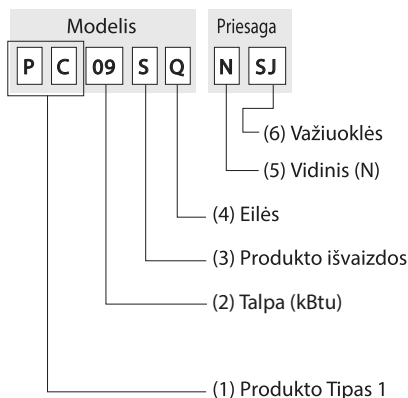 Modelis Priesaga
P C 09 S Q N SJ
(6) Važiuoklės
(5) Vidinis (N)
(4) Eilės
(3) Produkto išvaizdos
(2) Talpa (kBtu)
(1) Produkto Tipas 1